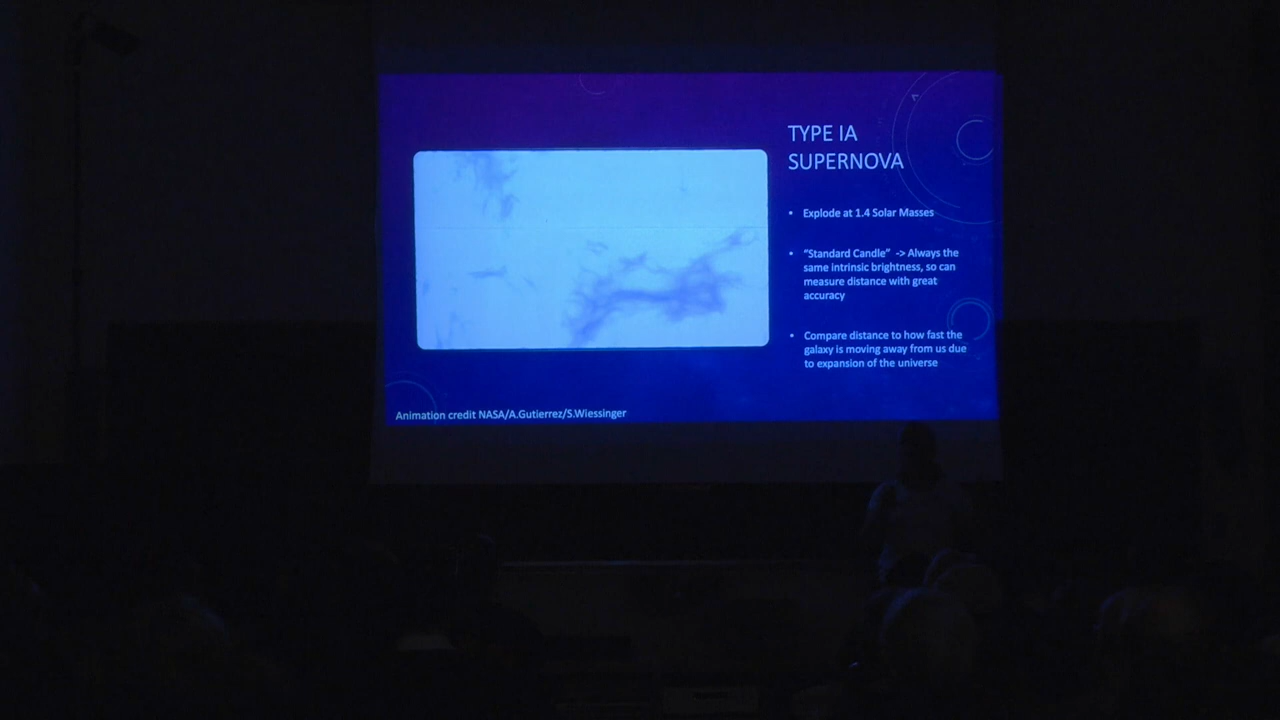 TYPE IA
SUPERNOVA
• Explode at 1.4 Solar Masses
• “Standard Candle” -> Always the
same intrinsic brightness, so can
measure distance with great
accuracy
• Compare distance to how fast the
galaxy is moving away from us due
to expansion of the universe
Animation credit NASA/A.Gutierrez/S.Wiessinger